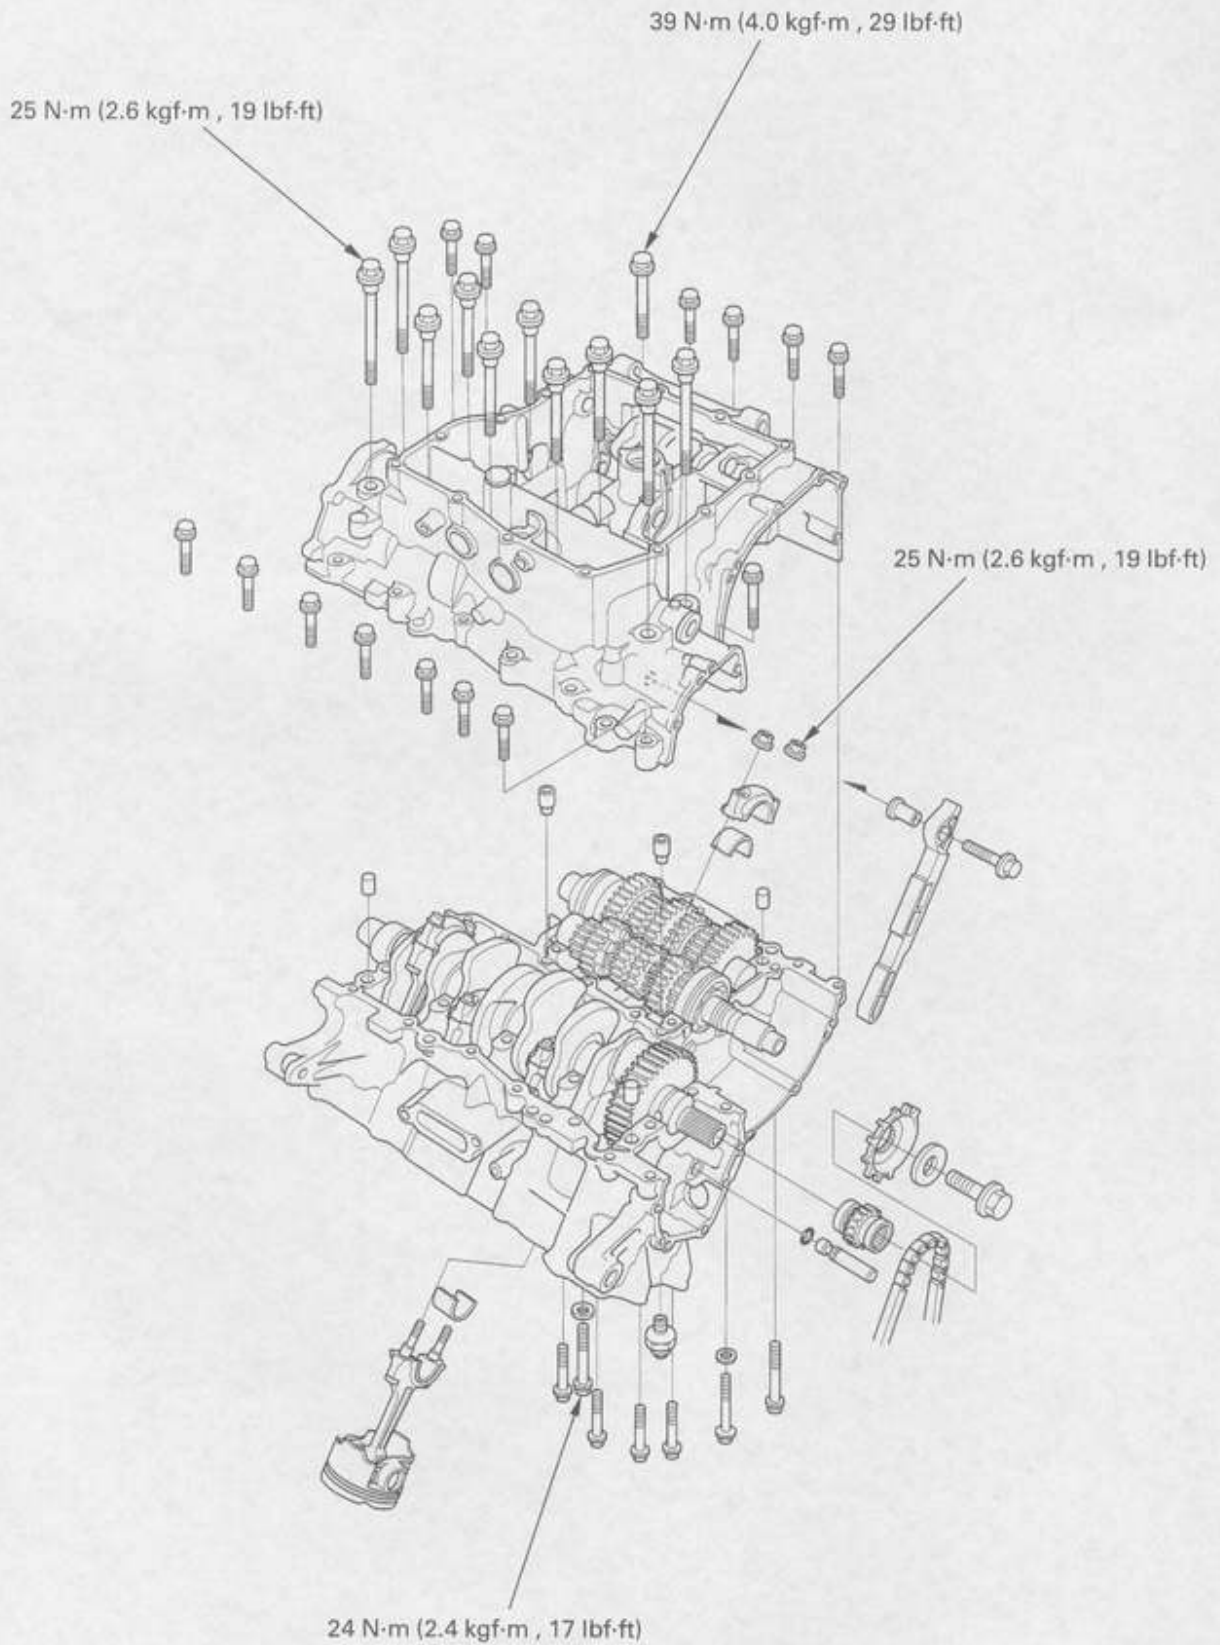 39 N·m (4.0 kgf·m , 29 lbf·ft)
25 N·m (2.6 kgf·m , 19 lbf·ft)
25 N·m (2.6 kgf·m , 19 lbf·ft)
24 N·m (2.4 kgf·m , 17 lbf·ft)